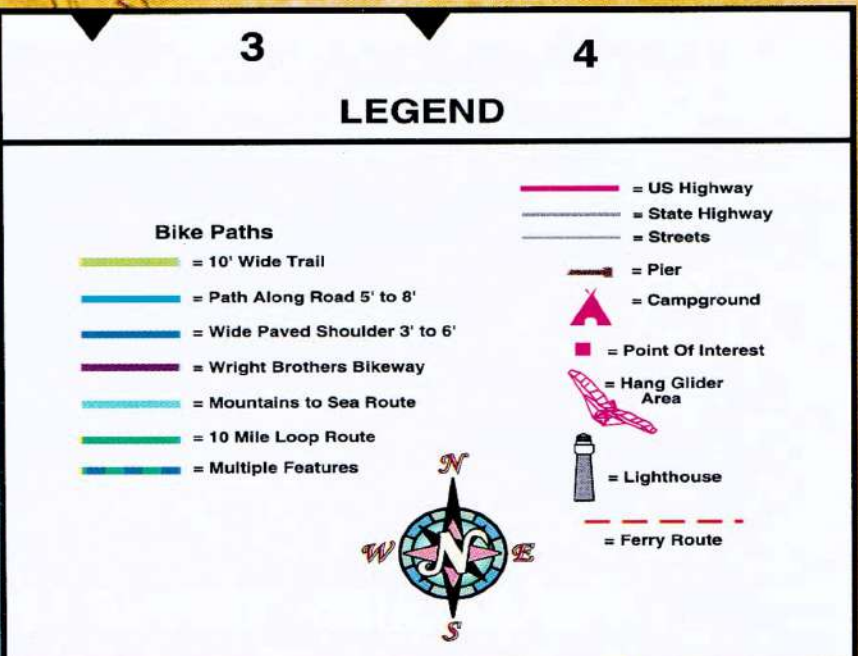 3 4
LEGEND
Bike Paths
= 10' Wide Trail
= Path Along Road 5' to 8'
= Wide Paved Shoulder 3' to 6'
= Wright Brothers Bikeway
= Mountains to Sea Route
= 10 Mile Loop Route
= Multiple Features
= US Highway
= State Highway
= Streets
= Pier
= Campground
= Point Of Interest
= Hang Glider
Area
= Lighthouse
= Ferry Route
N
W N E
S